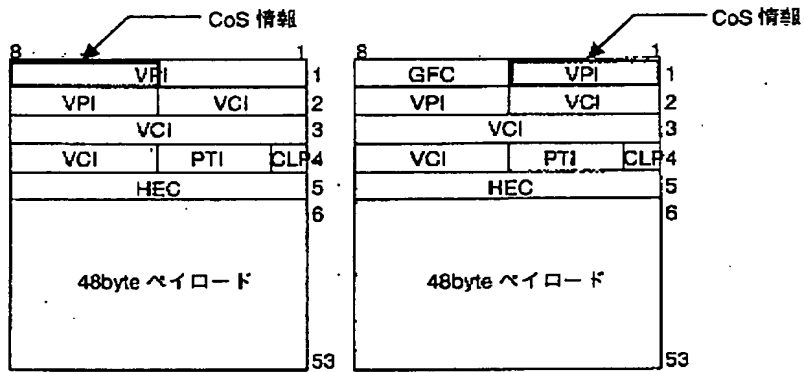 CoS 情報
8 1
VPI 1
VPI VCI 2
VCI 3
VCI PTI CLP 4
HEC 5
6
48byte ペイロード
53
CoS 情報
8 1
GFC VPI 1
VPI VCI 2
VCI 3
VCI PTI CLP 4
HEC 5
6
48byte ペイロード
53